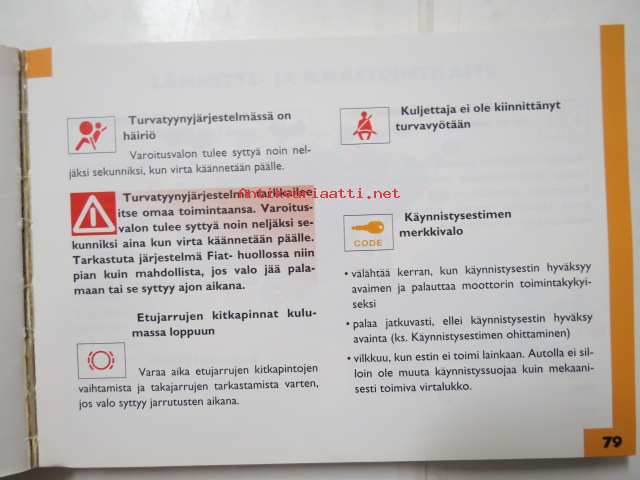 Turvatyynyjärjestelmässä on
häiriö
Varoitusvalon tulee syttyä noin nel-
jäksi sekunniksi, kun virta käännetään päälle.
Turvatyynyjärjestelmä tarkkailee
itse omaa toimintaansa. Varoitus-
valon tulee syttyä noin neljäksi se-
kunniksi aina kun virta käännetään päälle.
Tarkastuta järjestelmä Fiat- huollossa niin
pian kuin mahdollista, jos valo jää pala-
maan tai se syttyy ajon aikana.
Etujarrujen kitkapinnat kulu-
massa loppuun
Varaa aika etujarrujen kitkapintojen
vaihtamista ja takajarrujen tarkastamista varten,
jos valo syttyy jarrutusten aikana.
Kuljettaja ei ole kiinnittänyt
turvavyötään
Käynnistysestimen
merkkivalo
CODE
• välähtää kerran, kun käynnistysestin hyväksyy
avaimen ja palauttaa moottorin toimintakykyi-
seksi
• palaa jatkuvasti, ellei käynnistysestin hyväksy
avainta (ks. Käynnistysestimen ohittaminen)
• vilkkuu, kun estin ei toimi lainkaan. Autolla ei sil-
loin ole muuta käynnistyssuojaa kuin mekaani-
sesti toimiva virtalukko.
79
antikvariaatti.net